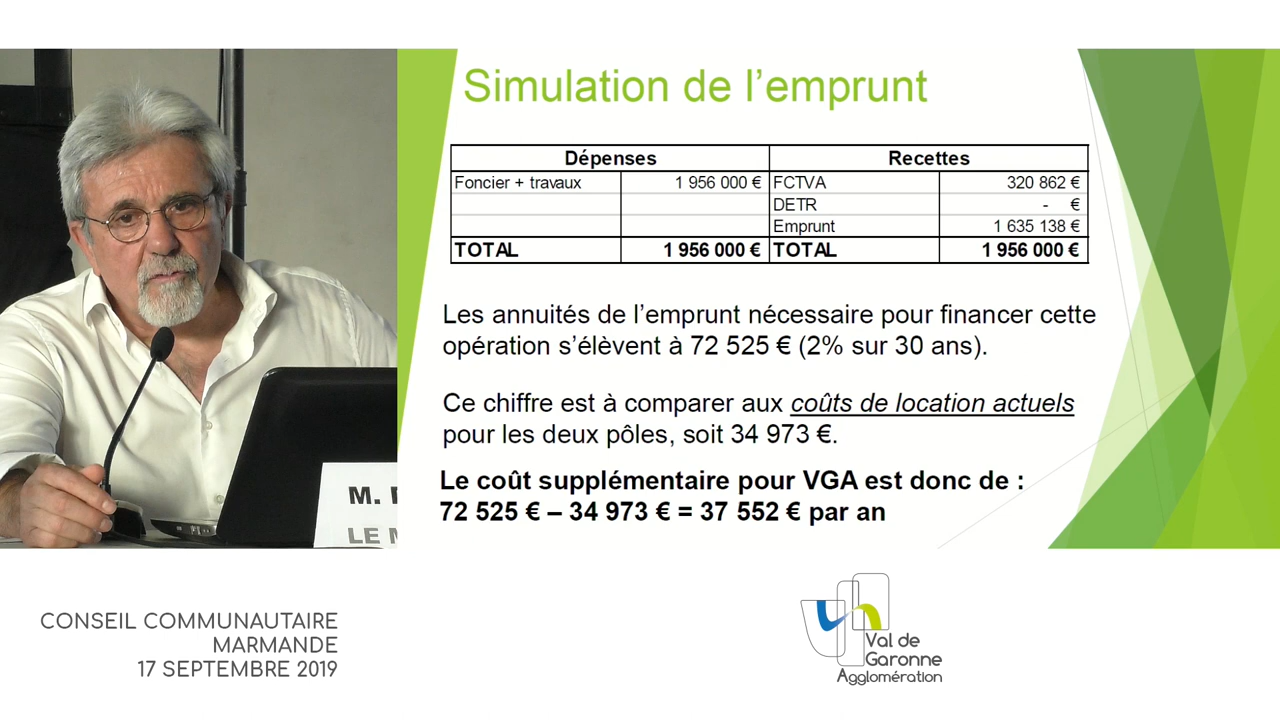 Simulation de l'emprunt
Dépenses Recettes
Foncier + travaux 1 956 000 € FCTVA 320 862 €
DETR - €
Emprunt 1 635 138 €
TOTAL 1 956 000 € TOTAL 1 956 000 €
Les annuités de l'emprunt nécessaire pour financer cette
opération s'élèvent à 72 525 € (2% sur 30 ans).
Ce chiffre est à comparer aux coûts de location actuels
pour les deux pôles, soit 34 973 €.
Le coût supplémentaire pour VGA est donc de :
72 525 € – 34 973 € = 37 552 € par an
M.
LE
CONSEIL COMMUNAUTAIRE
MARMANDE
17 SEPTEMBRE 2019
Val de
Garonne
Agglomération